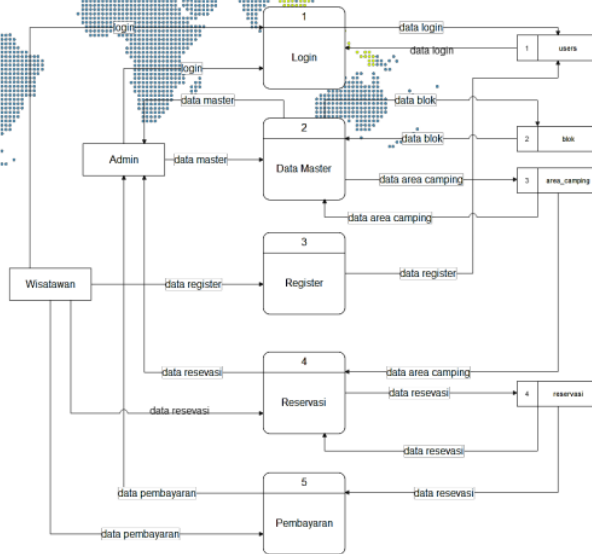 1
login
data login
Login
data login
1 users
login
data master
2
data blok
Data Master
data blok
2 blok
Admin
data master
data area camping
3 area_camping
data area camping
3
Register
data register
data register
Wisatawan
4
data resevasi
data area camping
Reservasi
data resevasi
4 reservasi
data resevasi
data resevasi
5
data pembayaran
data resevasi
Pembayaran
data pembayaran